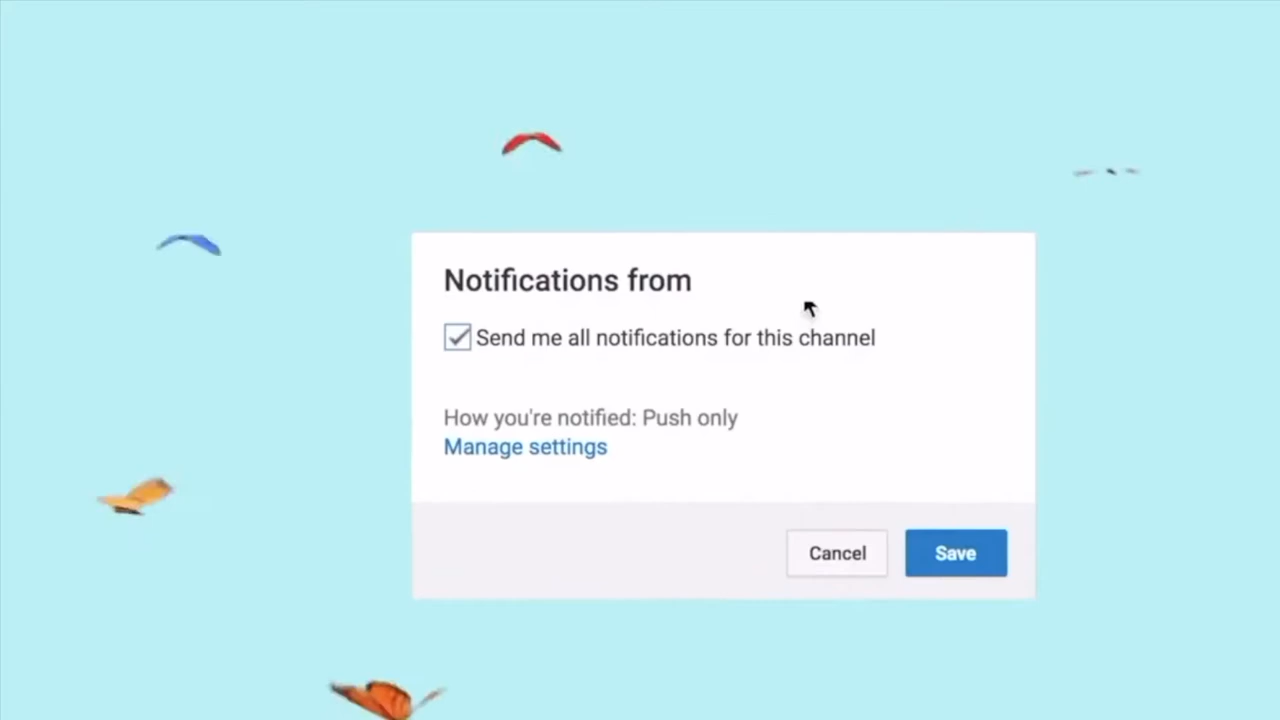 Notifications from
Send me all notifications for this channel
How you're notified: Push only
Manage settings
Cancel Save